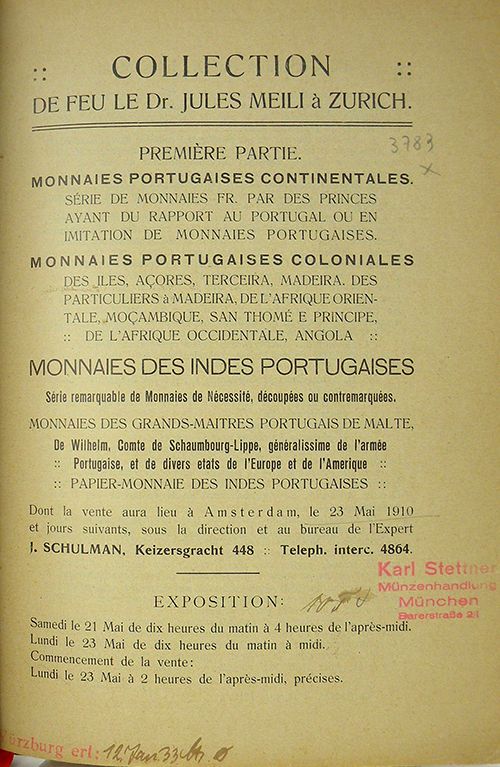 :: COLLECTION ::
DE FEU LE Dr. JULES MEILI à ZURICH.
PREMIÈRE PARTIE.
3783
x
MONNAIES PORTUGAISES CONTINENTALES.
SÉRIE DE MONNAIES FR. PAR DES PRINCES
AYANT DU RAPPORT AU PORTUGAL OU EN
IMITATION DE MONNAIES PORTUGAISES.
MONNAIES PORTUGAISES COLONIALES
DES ILES, AÇORES, TERCEIRA, MADEIRA. DES
PARTICULIERS à MADEIRA, DE L'AFRIQUE ORIEN-
TALE, MOÇAMBIQUE, SAN THOMÉ E PRINCIPE,
:: DE L'AFRIQUE OCCIDENTALE, ANGOLA ::
MONNAIES DES INDES PORTUGAISES
Série remarquable de Monnaies de Nécessité, découpées ou contremarquées.
MONNAIES DES GRANDS-MAITRES PORTUGAIS DE MALTE,
De Wilhelm, Comte de Schaumbourg-Lippe, généralissime de l'armée
:: Portugaise, et de divers etats de l'Europe et de l'Amerique ::
:: PAPIER-MONNAIE DES INDES PORTUGAISES ::
Dont la vente aura lieu à Amsterdam, le 23 Mai 1910
et jours suivants, sous la direction et au bureau de l'Expert
J. SCHULMAN, Keizersgracht 448 :: Teleph. interc. 4864.
Karl Stettner
Münzenhandlung
München
Barerstraße 21
EXPOSITION:
Samedi le 21 Mai de dix heures du matin à 4 heures de l'après-midi.
Lundi le 23 Mai de dix heures du matin à midi.
Commencement de la vente:
Lundi le 23 Mai à 2 heures de l'après-midi, précises.
Würzburg erl: 12. Jan. 33